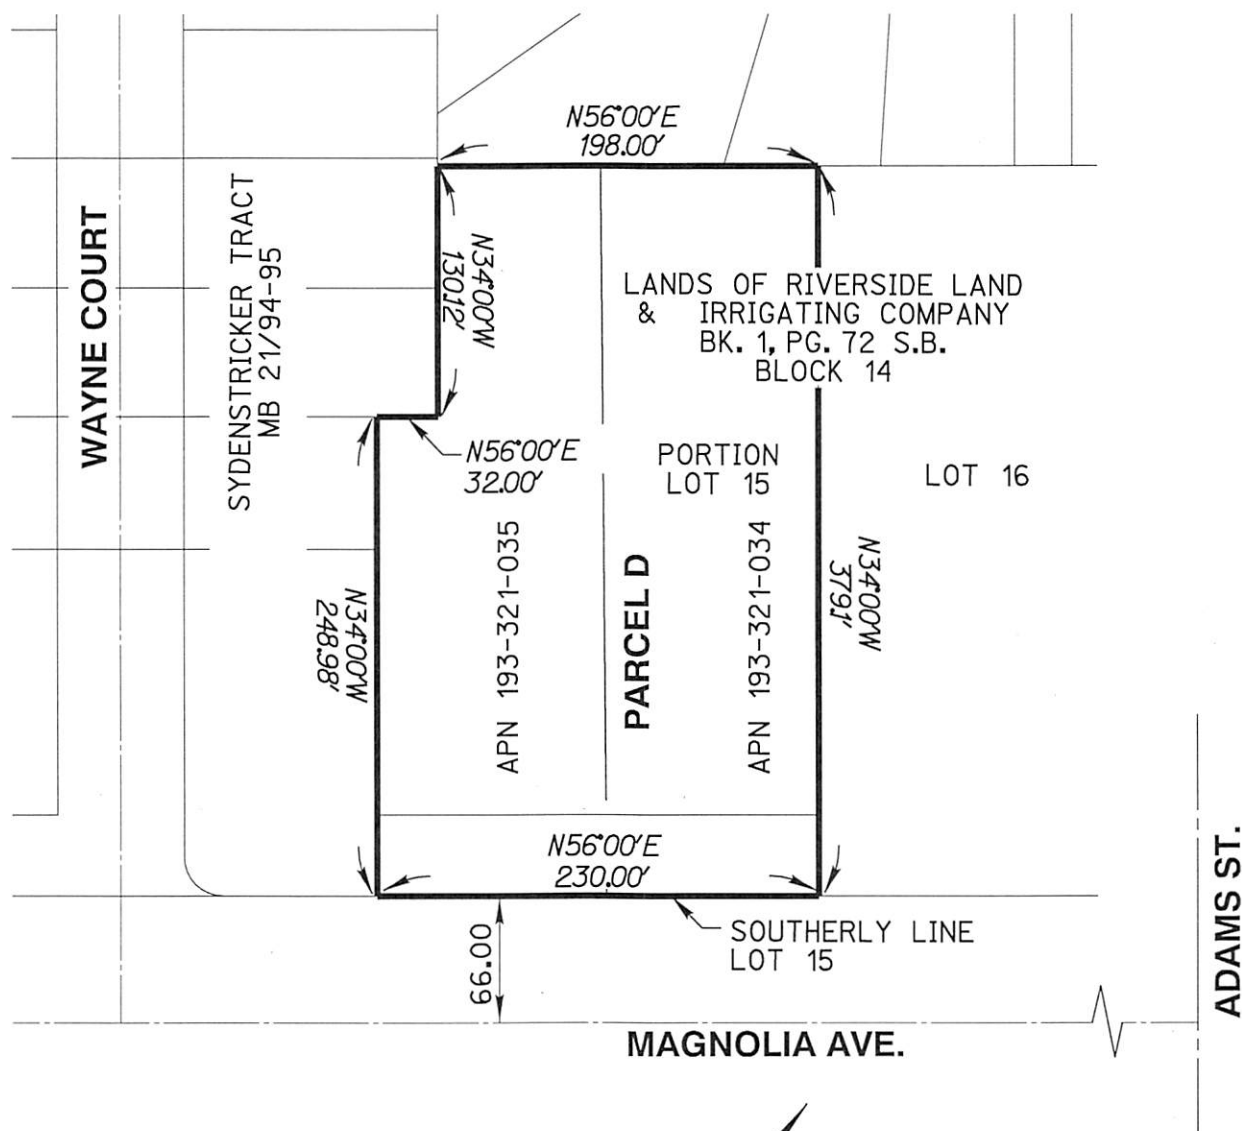 N56°00'E
198.00'
N34°00'W
130.12'
WAYNE COURT
SYDENSTRICKER TRACT
MB 21/94-95
LANDS OF RIVERSIDE LAND
& IRRIGATING COMPANY
BK. 1, PG. 72 S.B.
BLOCK 14
N56°00'E
32.00'
PORTION
LOT 15
LOT 16
APN 193-321-035
PARCEL D
APN 193-321-034
N34°00'W
379.1'
N34°00'W
248.98'
N56°00'E
230.00'
66.00
SOUTHERLY LINE
LOT 15
MAGNOLIA AVE.
ADAMS ST.